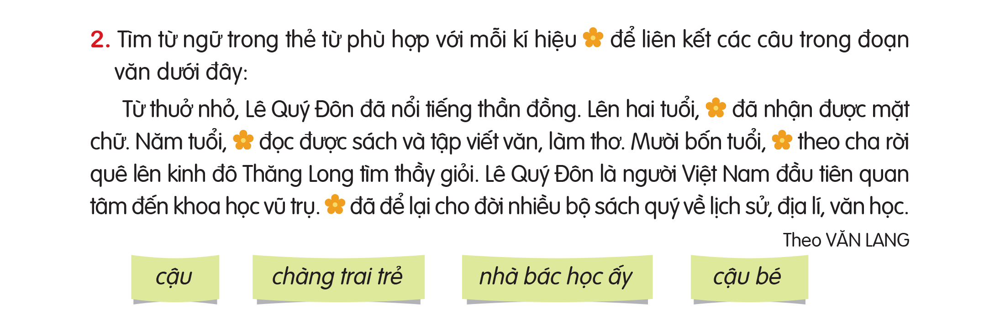 2. Tìm từ ngữ trong thẻ từ phù hợp với mỗi kí hiệu để liên kết các câu trong đoạn
văn dưới đây:
Từ thuở nhỏ, Lê Quý Đôn đã nổi tiếng thần đồng. Lên hai tuổi, đã nhận được mặt
chữ. Năm tuổi, đọc được sách và tập viết văn, làm thơ. Mười bốn tuổi, theo cha rời
quê lên kinh đô Thăng Long tìm thầy giỏi. Lê Quý Đôn là người Việt Nam đầu tiên quan
tâm đến khoa học vũ trụ. đã để lại cho đời nhiều bộ sách quý về lịch sử, địa lí, văn học.
Theo VĂN LANG
cậu
chàng trai trẻ
nhà bác học ấy
cậu bé